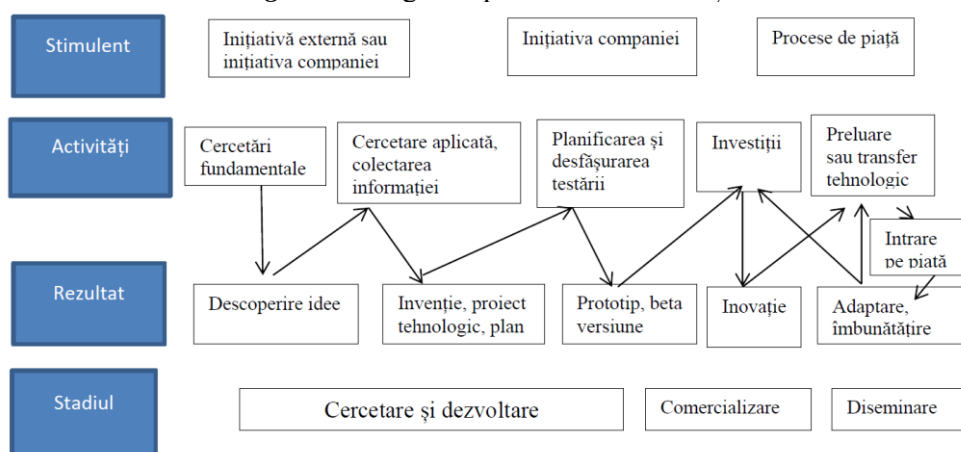 Stimulent
Inițiativă externă sau
inițiativa companiei
Inițiativa companiei
Procese de piață
Activități
Cercetări
fundamentale
Cercetare aplicată,
colectarea
informației
Planificarea și
desfășurarea
testării
Investiții
Preluare
sau transfer
tehnologic
Intrare
pe piață
Rezultat
Descoperire idee
Invenție, proiect
tehnologic, plan
Prototip, beta
versiune
Inovație
Adaptare,
îmbunătățire
Stadiul
Cercetare și dezvoltare
Comercializare
Diseminare